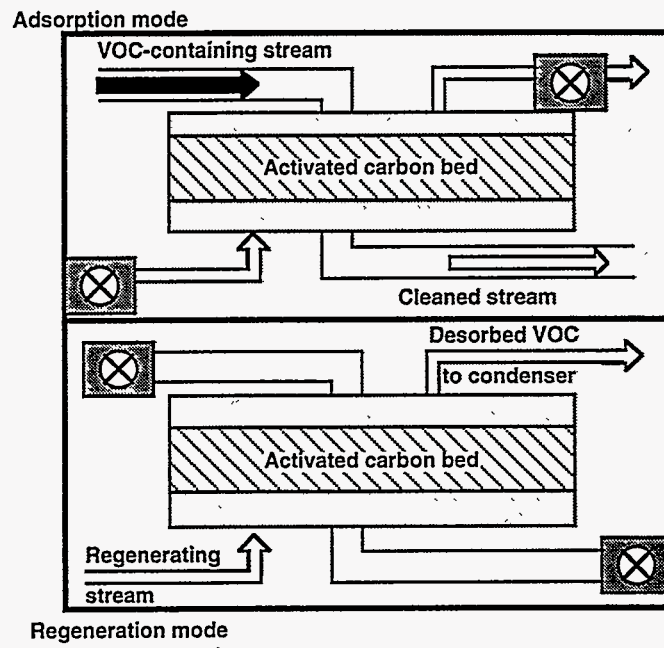 Adsorption mode
VOC-containing stream
Activated carbon bed
Cleaned stream
Desorbed VOC
to condenser
Activated carbon bed
Regenerating
stream
Regeneration mode